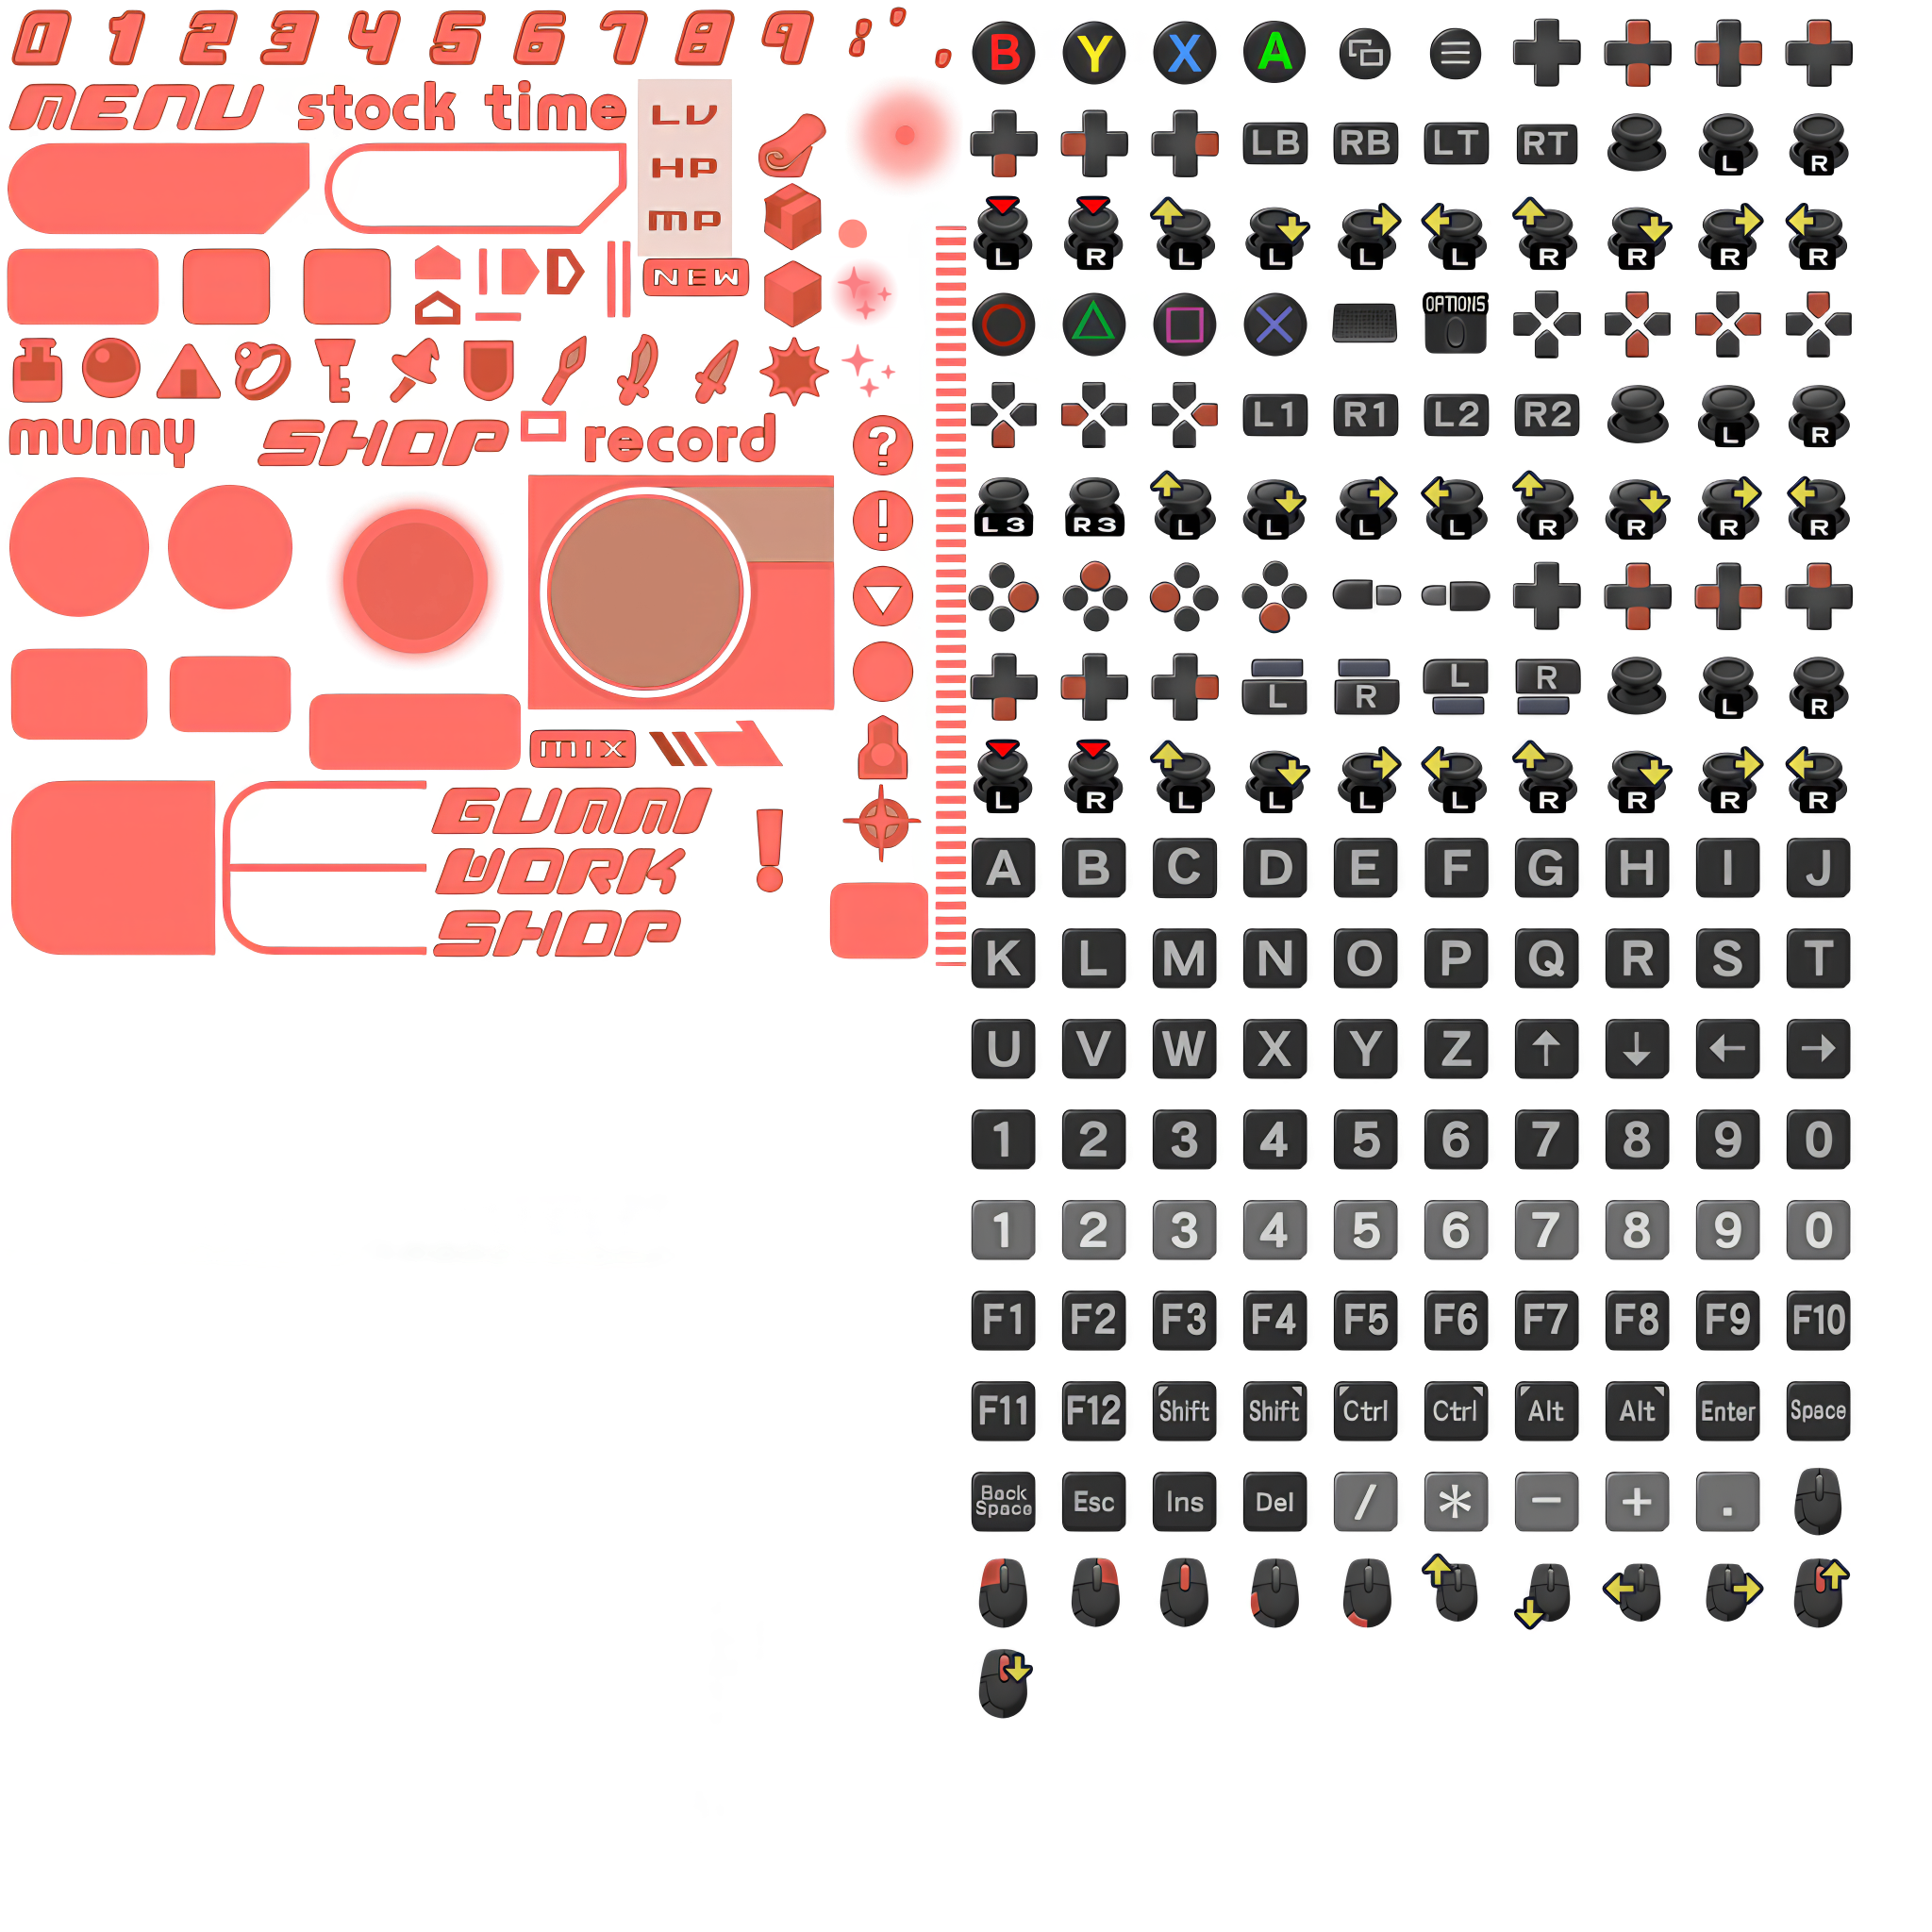 0 1 2 3 4 5 6 7 8 9 : ' ,
MENU stock time
LV
HP
MP
NEW
munny SHOP record
?
!
MIX
GUMMI
WORK
SHOP
!
B Y X A
LB RB LT RT L R
L R L L L L R R R R
OPTIONS
L1 R1 L2 R2 L R
L3 R3 L L L L R R R R
L R L R L R
L R L L L L R R R R
A B C D E F G H I J
K L M N O P Q R S T
U V W X Y Z ↑ ↓ ← →
1 2 3 4 5 6 7 8 9 0
1 2 3 4 5 6 7 8 9 0
F1 F2 F3 F4 F5 F6 F7 F8 F9 F10
F11 F12 Shift Shift Ctrl Ctrl Alt Alt Enter Space
Back Space Esc Ins Del / * - + .